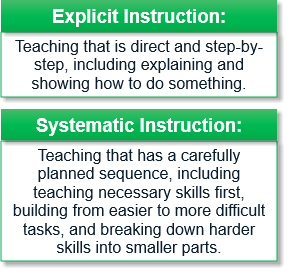 Explicit Instruction:
Teaching that is direct and step-by-
step, including explaining and
showing how to do something.
Systematic Instruction:
Teaching that has a carefully
planned sequence, including
teaching necessary skills first,
building from easier to more difficult
tasks, and breaking down harder
skills into smaller parts.